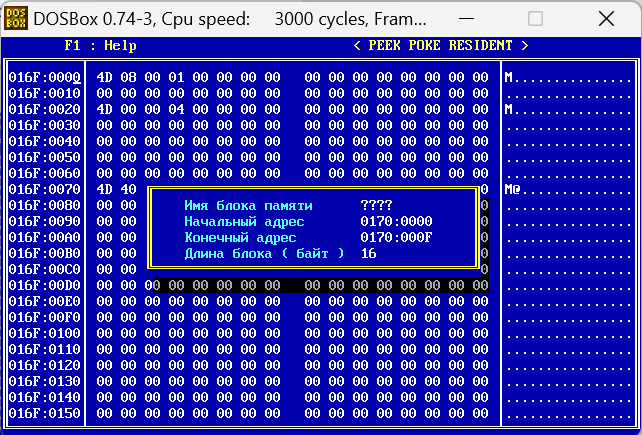 DOS BOX DOSBox 0.74-3, Cpu speed: 3000 cycles, Fram...
F1 : Help < PEEK POKE RESIDENT >
016F:0000 4D 08 00 01 00 00 00 00 00 00 00 00 00 00 00 00 M...............
016F:0010 00 00 00 00 00 00 00 00 00 00 00 00 00 00 00 00 ................
016F:0020 4D 00 00 04 00 00 00 00 00 00 00 00 00 00 00 00 M...............
016F:0030 00 00 00 00 00 00 00 00 00 00 00 00 00 00 00 00 ................
016F:0040 00 00 00 00 00 00 00 00 00 00 00 00 00 00 00 00 ................
016F:0050 00 00 00 00 00 00 00 00 00 00 00 00 00 00 00 00 ................
016F:0060 00 00 00 00 00 00 00 00 00 00 00 00 00 00 00 00 ................
016F:0070 4D 40 0 M@..............
016F:0080 00 00 Имя блока памяти ???? 0 ................
016F:0090 00 00 Начальный адрес 0170:0000 0 ................
016F:00A0 00 00 Конечный адрес 0170:000F 0 ................
016F:00B0 00 00 Длина блока ( байт ) 16 0 ................
016F:00C0 00 00 0 ................
016F:00D0 00 00 00 00 00 00 00 00 00 00 00 00 00 00 00 00 ................
016F:00E0 00 00 00 00 00 00 00 00 00 00 00 00 00 00 00 00 ................
016F:00F0 00 00 00 00 00 00 00 00 00 00 00 00 00 00 00 00 ................
016F:0100 00 00 00 00 00 00 00 00 00 00 00 00 00 00 00 00 ................
016F:0110 00 00 00 00 00 00 00 00 00 00 00 00 00 00 00 00 ................
016F:0120 00 00 00 00 00 00 00 00 00 00 00 00 00 00 00 00 ................
016F:0130 00 00 00 00 00 00 00 00 00 00 00 00 00 00 00 00 ................
016F:0140 00 00 00 00 00 00 00 00 00 00 00 00 00 00 00 00 ................
016F:0150 00 00 00 00 00 00 00 00 00 00 00 00 00 00 00 00 ................